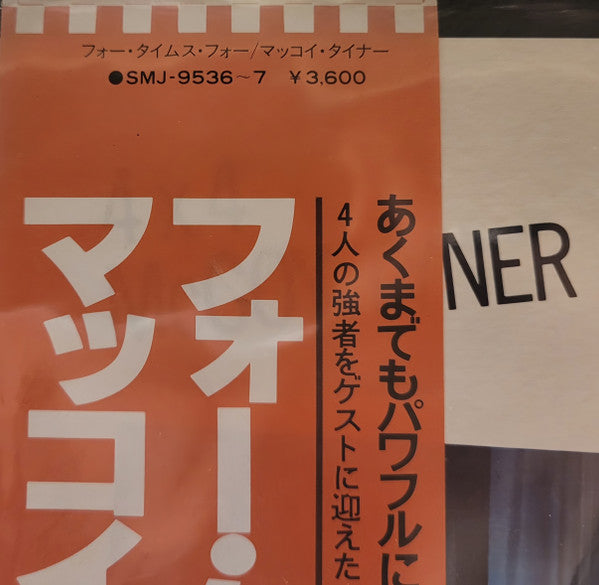 フォー・タイムス・フォー/マッコイ・タイナー
●SMJ-9536~7 ¥3,600
あくまでもパワフルに
4人の強者をゲストに迎えた
フォー・
マッコイ
NER